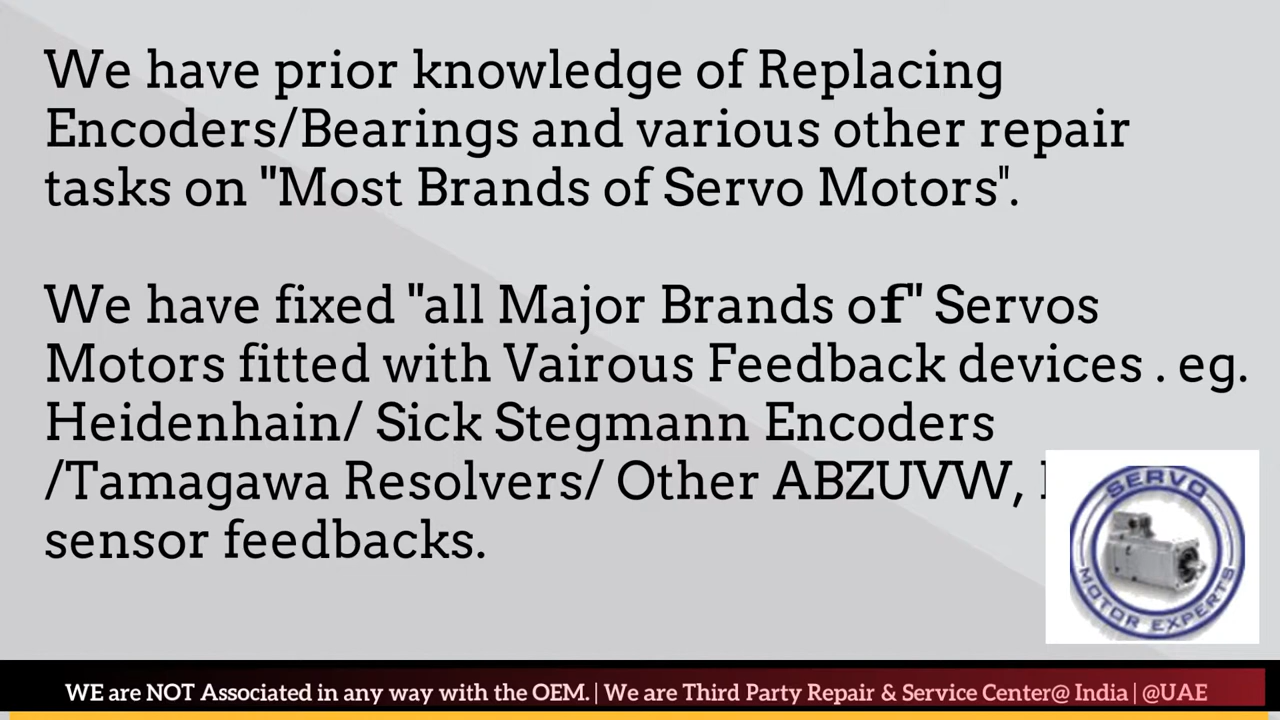 We have prior knowledge of Replacing
Encoders/Bearings and various other repair
tasks on "Most Brands of Servo Motors".
We have fixed "all Major Brands of" Servos
Motors fitted with Vairous Feedback devices . eg.
Heidenhain/ Sick Stegmann Encoders
/Tamagawa Resolvers/ Other ABZUVW,
sensor feedbacks.
SERVO
MOTOR EXPERTS
WE are NOT Associated in any way with the OEM. | We are Third Party Repair & Service Center@ India | @UAE